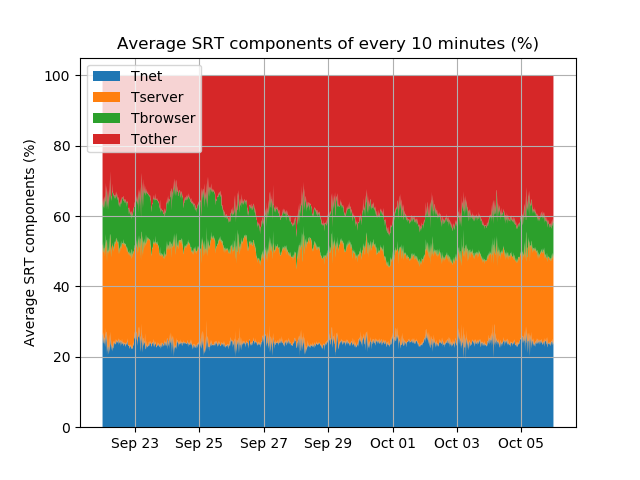 Average SRT components of every 10 minutes (%)
Average SRT components (%)
100
80
60
40
20
0
Tnet
Tserver
Tbrowser
Tother
Sep 23 Sep 25 Sep 27 Sep 29 Oct 01 Oct 03 Oct 05